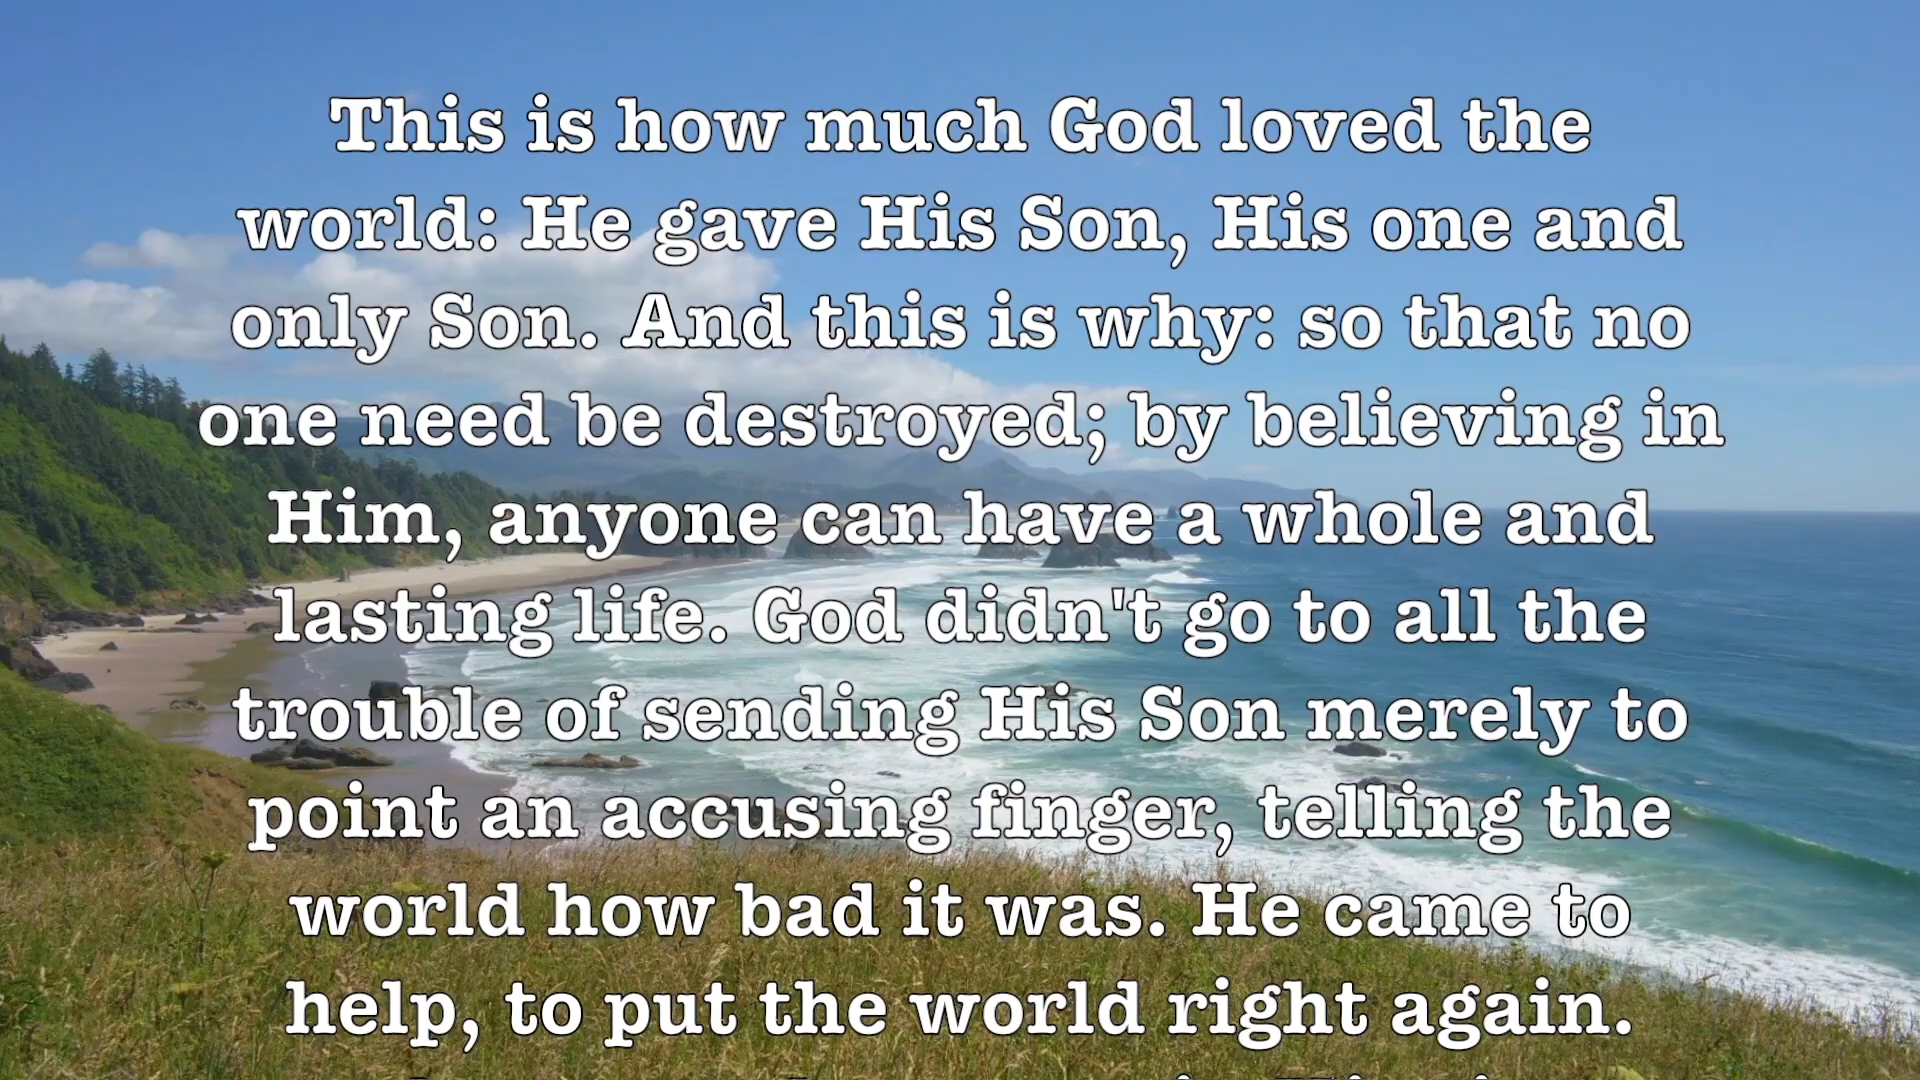 This is how much God loved the
world: He gave His Son, His one and
only Son. And this is why: so that no
one need be destroyed; by believing in
Him, anyone can have a whole and
lasting life. God didn't go to all the
trouble of sending His Son merely to
point an accusing finger, telling the
world how bad it was. He came to
help, to put the world right again.